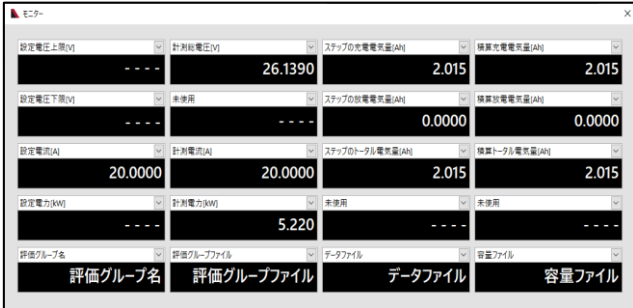 モニター
設定電圧上限[V] 計測総電圧[V] ステップの充電電気量[Ah] 積算充電電気量[Ah]
---- 26.1390 2.015 2.015
設定電圧下限[V] 未使用 ステップの放電電気量[Ah] 積算放電電気量[Ah]
---- ---- 0.0000 0.0000
設定電流[A] 計測電流[A] ステップのトータル電気量[Ah] 積算トータル電気量[Ah]
20.0000 20.0000 2.015 2.015
設定電力[kW] 計測電力[kW] 未使用 未使用
---- 5.220 ---- ----
評価グループ名 評価グループファイル データファイル 容量ファイル
評価グループ名 評価グループファイル データファイル 容量ファイル